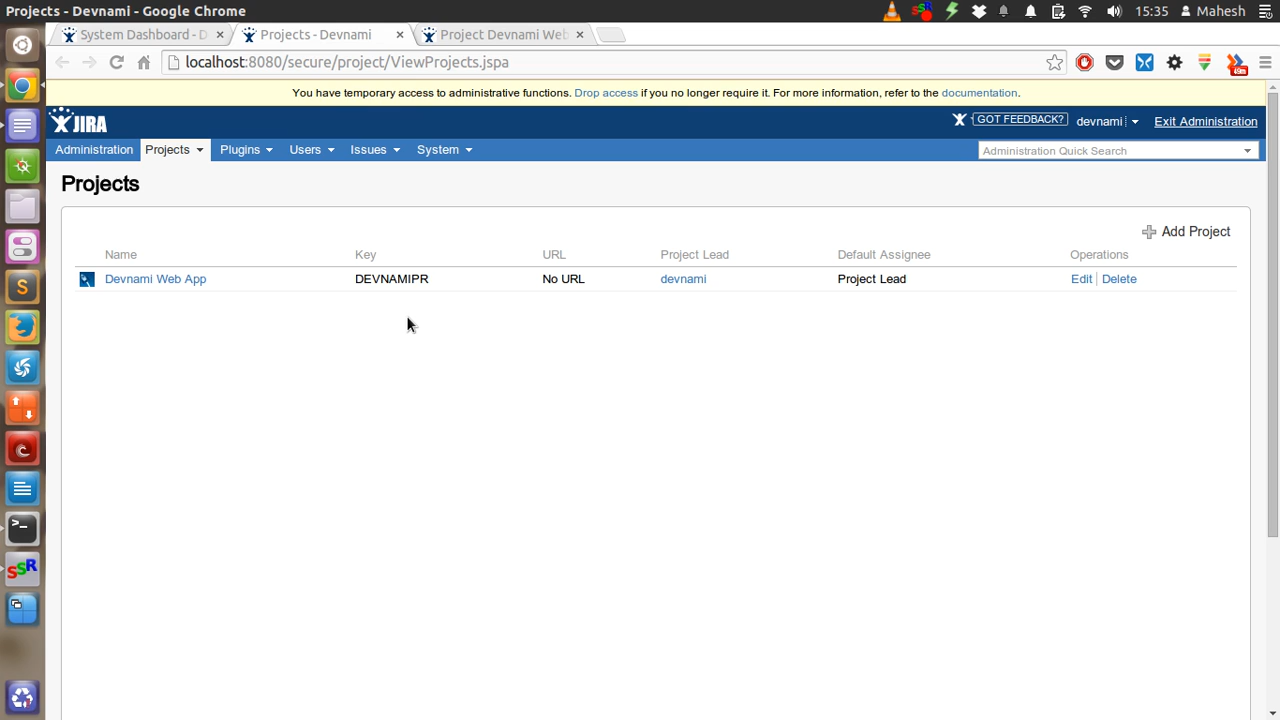 Projects - Devnami - Google Chrome
15:35 Mahesh
System Dashboard - D
Projects - Devnami
Project Devnami Web
localhost:8080/secure/project/ViewProjects.jspa
49m
You have temporary access to administrative functions. Drop access if you no longer require it. For more information, refer to the documentation.
JIRA
GOT FEEDBACK? devnami Exit Administration
Administration Projects Plugins Users Issues System
Administration Quick Search
Projects
Add Project
Name Key URL Project Lead Default Assignee Operations
Devnami Web App DEVNAMIPR No URL devnami Project Lead Edit Delete
S
>_
SSR